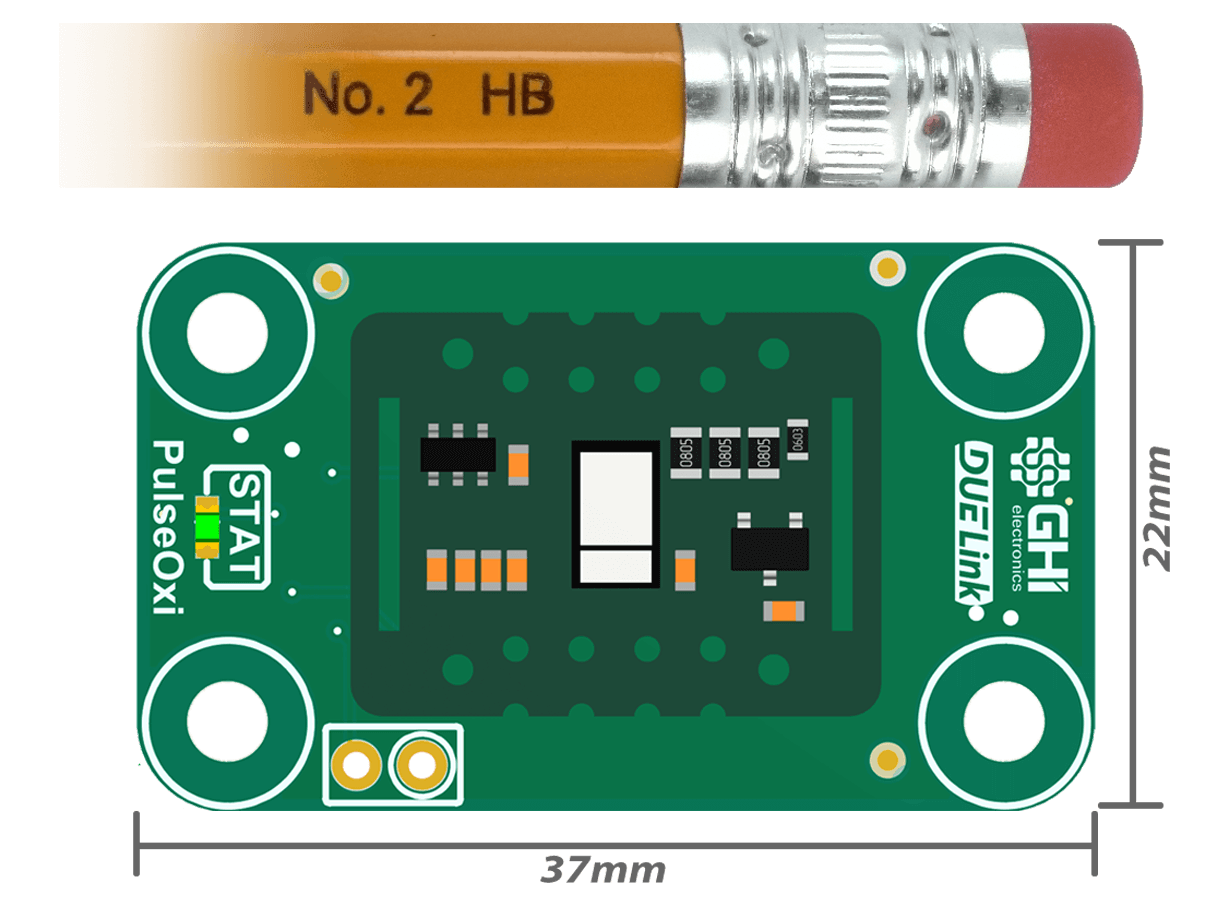 No. 2 HB
0805
0805
0805
0603
PulseOxi
STAT
DUELink
GHI
electronics
22mm
37mm